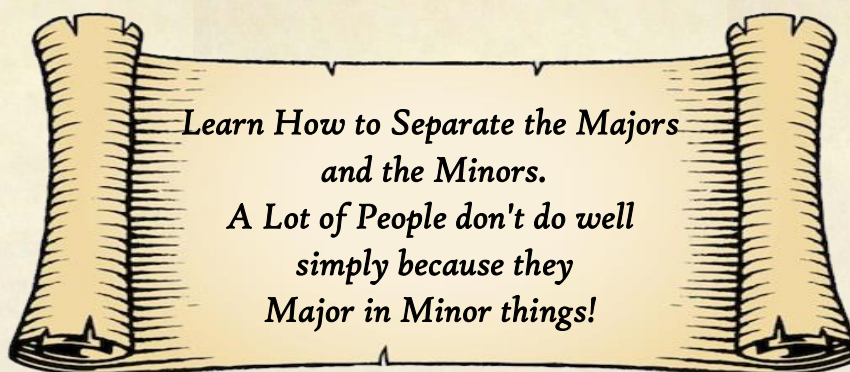 Learn How to Separate the Majors
and the Minors.
A Lot of People don't do well
simply because they
Major in Minor things!